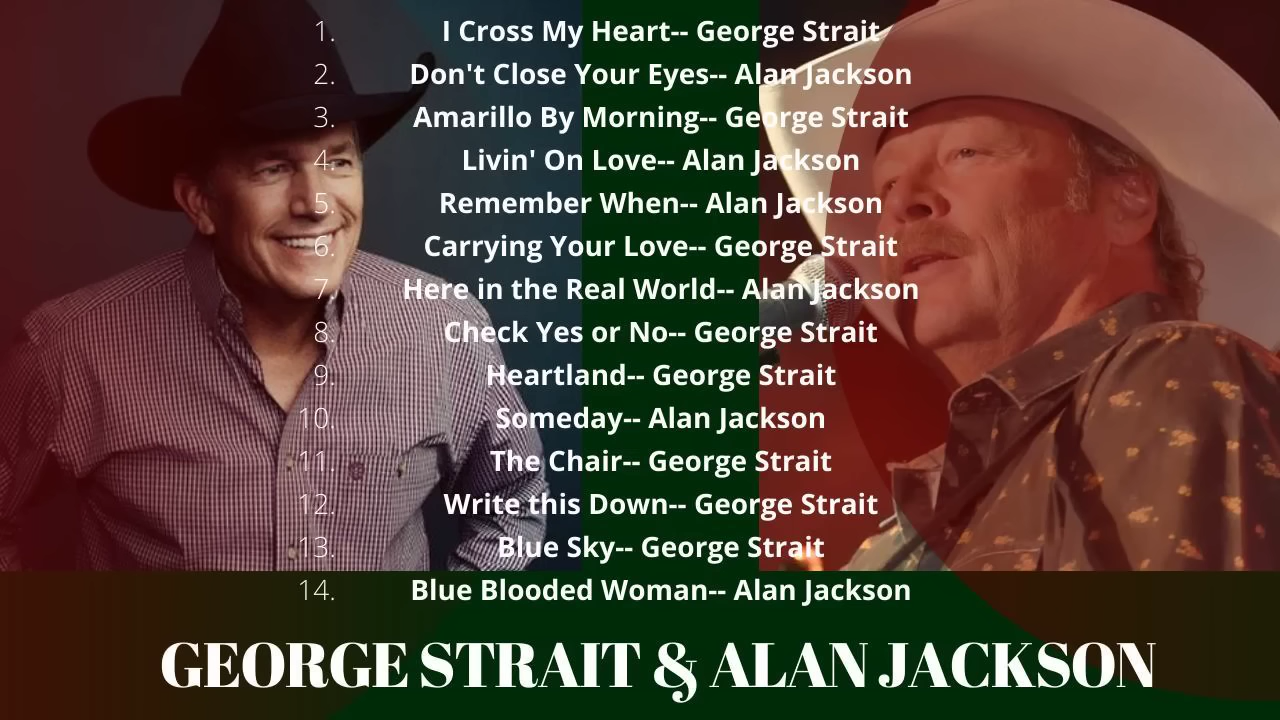 1. I Cross My Heart-- George Strait
2. Don't Close Your Eyes-- Alan Jackson
3. Amarillo By Morning-- George Strait
4. Livin' On Love-- Alan Jackson
5. Remember When-- Alan Jackson
6. Carrying Your Love-- George Strait
7. Here in the Real World-- Alan Jackson
8. Check Yes or No-- George Strait
9. Heartland-- George Strait
10. Someday-- Alan Jackson
11. The Chair-- George Strait
12. Write this Down-- George Strait
13. Blue Sky-- George Strait
14. Blue Blooded Woman-- Alan Jackson
GEORGE STRAIT & ALAN JACKSON